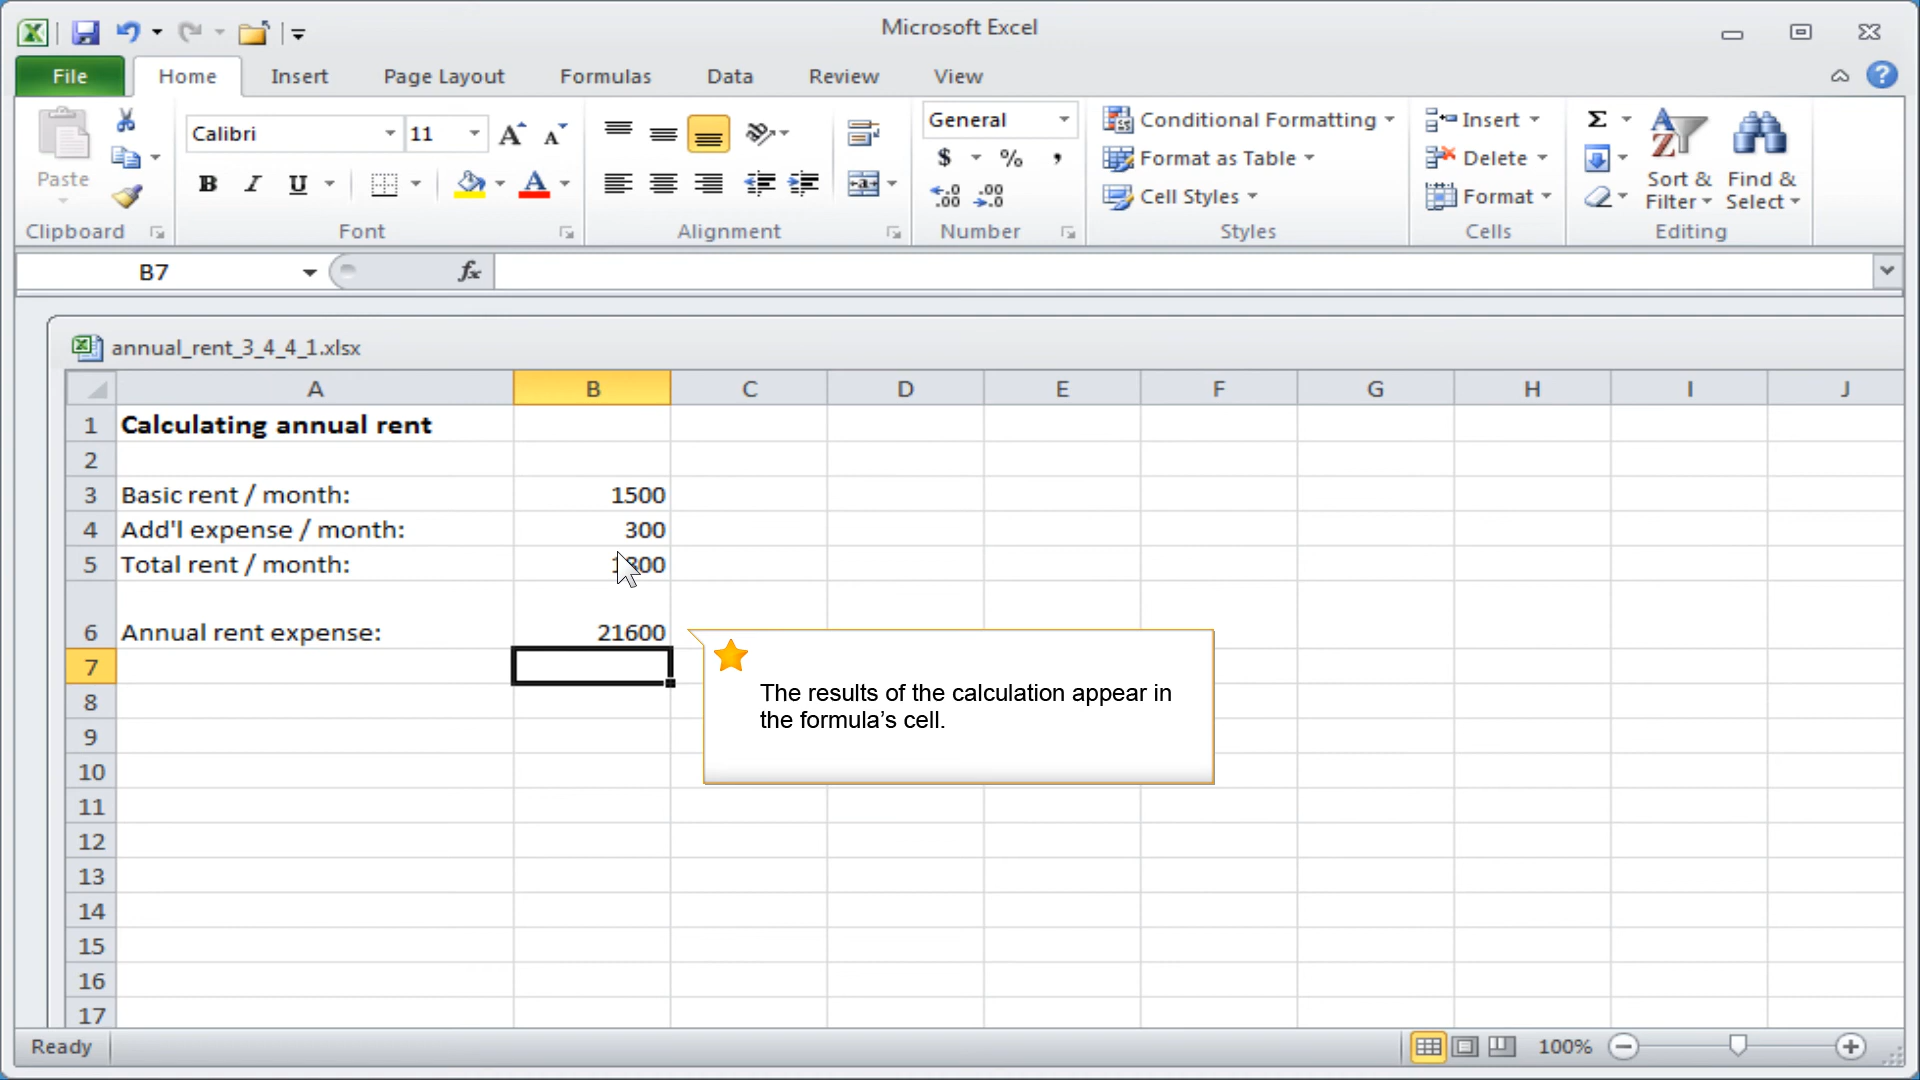 Microsoft Excel
File Home Insert Page Layout Formulas Data Review View
Paste
Clipboard
Calibri 11
B I U A
Font
Alignment
General
$ % ,
Number
Conditional Formatting
Format as Table
Cell Styles
Styles
Insert
Delete
Format
Cells
Σ
Sort & Filter
Find & Select
Editing
B7 fx
annual_rent_3_4_4_1.xlsx
A B C D E F G H I J
1 Calculating annual rent
2
3 Basic rent / month: 1500
4 Add'l expense / month: 300
5 Total rent / month:
6 Annual rent expense: 21600
7
8
9
10
11
12
13
14
15
16
17
The results of the calculation appear in
the formula’s cell.
Ready 100%